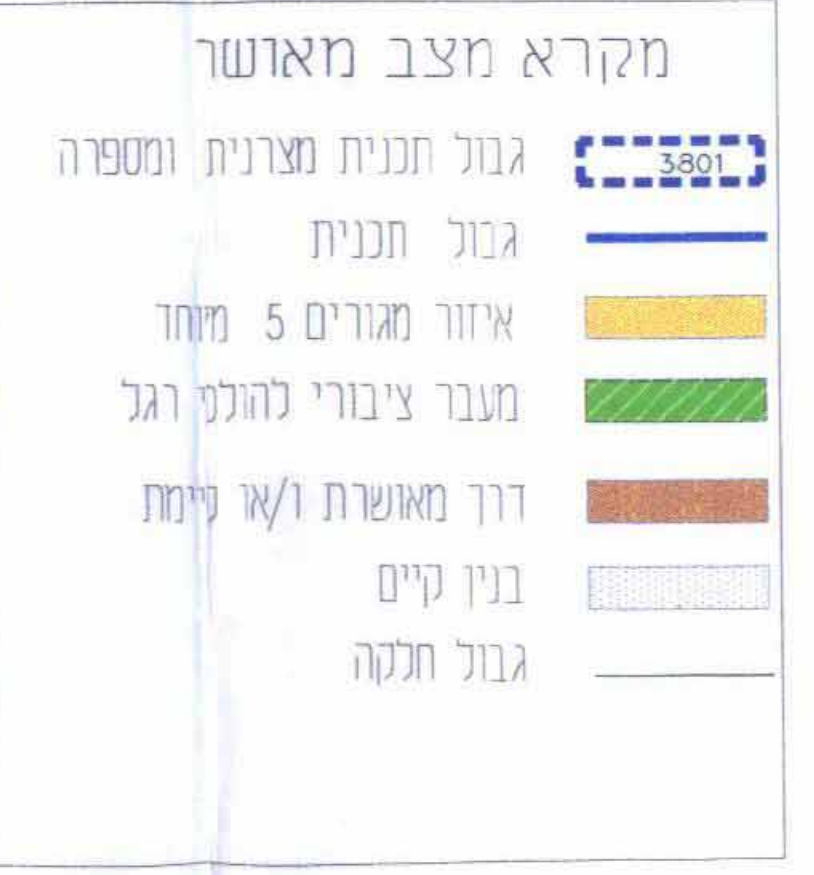 מקרא מצב מאושר
3801 גבול תכנית מצרנית ומספרה
גבול תכנית
איזור מגורים 5 מיוחד
מעבר ציבורי להולכי רגל
דרך מאושרת ו/או קיימת
בנין קיים
גבול חלקה